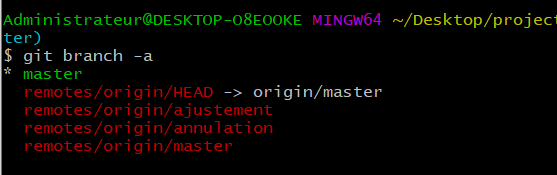 Administrateur@DESKTOP-O8EOOKE MINGW64 ~/Desktop/project
ter)
$ git branch -a
* master
remotes/origin/HEAD -> origin/master
remotes/origin/ajustement
remotes/origin/annulation
remotes/origin/master